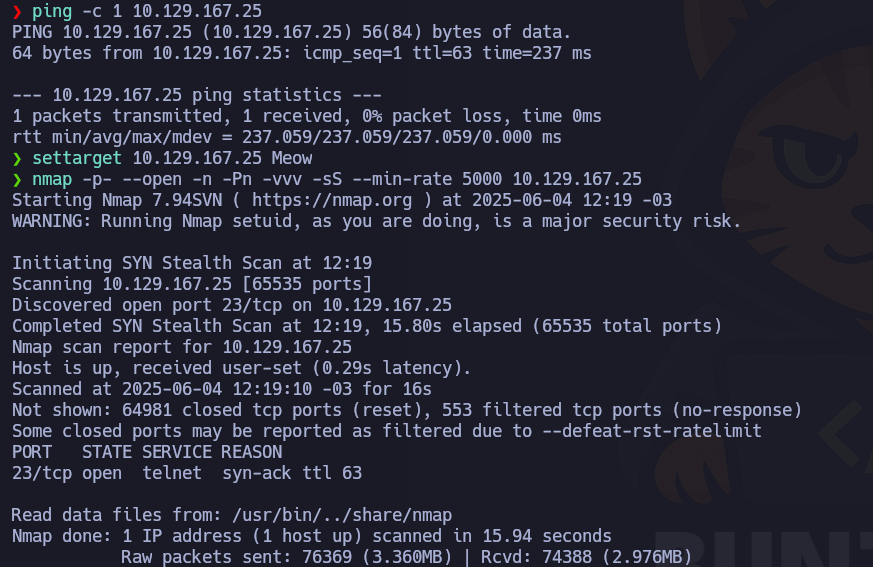 ❯ ping -c 1 10.129.167.25
PING 10.129.167.25 (10.129.167.25) 56(84) bytes of data.
64 bytes from 10.129.167.25: icmp_seq=1 ttl=63 time=237 ms
--- 10.129.167.25 ping statistics ---
1 packets transmitted, 1 received, 0% packet loss, time 0ms
rtt min/avg/max/mdev = 237.059/237.059/237.059/0.000 ms
❯ settarget 10.129.167.25 Meow
❯ nmap -p- --open -n -Pn -vvv -sS --min-rate 5000 10.129.167.25
Starting Nmap 7.94SVN ( https://nmap.org ) at 2025-06-04 12:19 -03
WARNING: Running Nmap setuid, as you are doing, is a major security risk.
Initiating SYN Stealth Scan at 12:19
Scanning 10.129.167.25 [65535 ports]
Discovered open port 23/tcp on 10.129.167.25
Completed SYN Stealth Scan at 12:19, 15.80s elapsed (65535 total ports)
Nmap scan report for 10.129.167.25
Host is up, received user-set (0.29s latency).
Scanned at 2025-06-04 12:19:10 -03 for 16s
Not shown: 64981 closed tcp ports (reset), 553 filtered tcp ports (no-response)
Some closed ports may be reported as filtered due to --defeat-rst-ratelimit
PORT   STATE SERVICE REASON
23/tcp open  telnet  syn-ack ttl 63
Read data files from: /usr/bin/../share/nmap
Nmap done: 1 IP address (1 host up) scanned in 15.94 seconds
           Raw packets sent: 76369 (3.360MB) | Rcvd: 74388 (2.976MB)